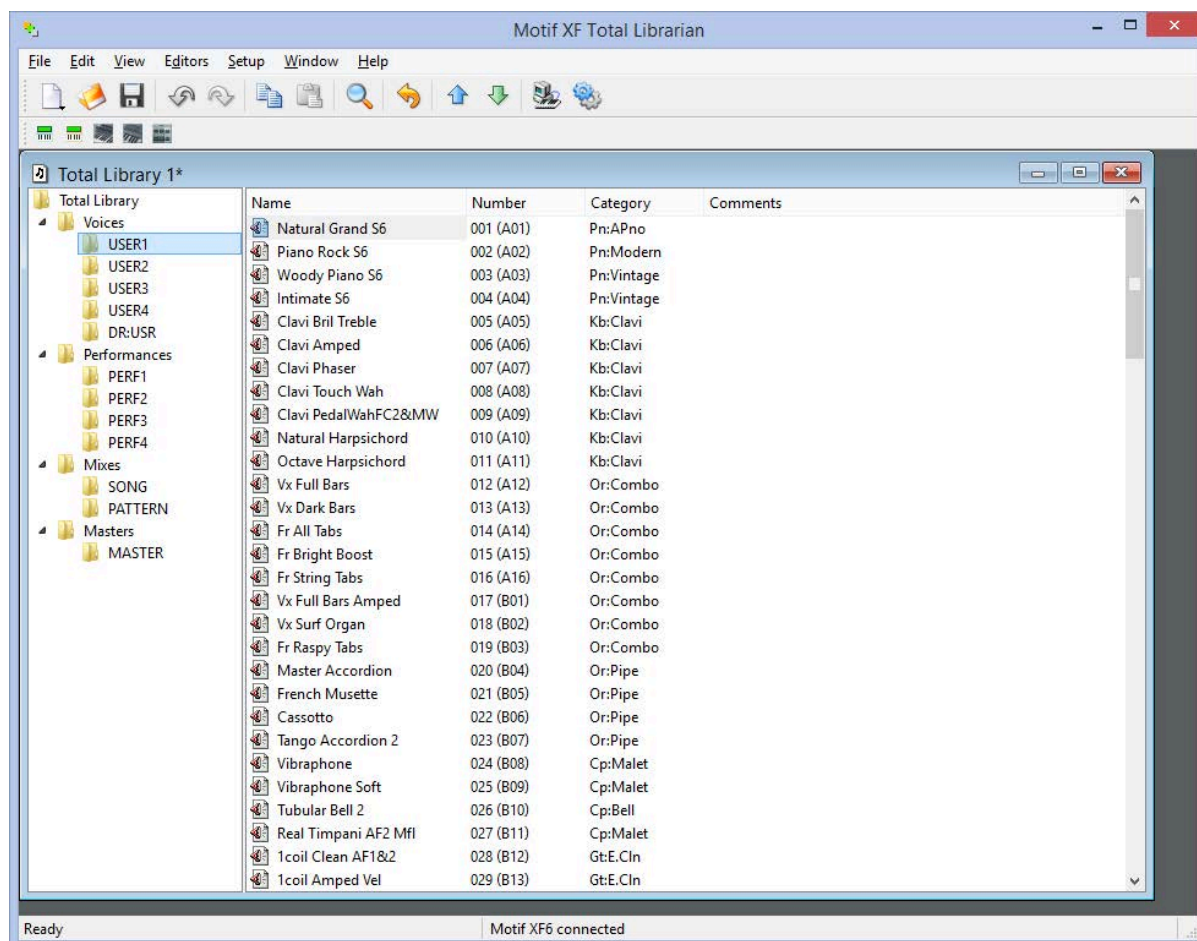 Motif XF Total Librarian
File Edit View Editors Setup Window Help
Total Library 1*
Total Library
Voices
USER1
USER2
USER3
USER4
DR:USR
Performances
PERF1
PERF2
PERF3
PERF4
Mixes
SONG
PATTERN
Masters
MASTER
Name Number Category Comments
Natural Grand S6 001 (A01) Pn:APno
Piano Rock S6 002 (A02) Pn:Modern
Woody Piano S6 003 (A03) Pn:Vintage
Intimate S6 004 (A04) Pn:Vintage
Clavi Bril Treble 005 (A05) Kb:Clavi
Clavi Amped 006 (A06) Kb:Clavi
Clavi Phaser 007 (A07) Kb:Clavi
Clavi Touch Wah 008 (A08) Kb:Clavi
Clavi PedalWahFC2&MW 009 (A09) Kb:Clavi
Natural Harpsichord 010 (A10) Kb:Clavi
Octave Harpsichord 011 (A11) Kb:Clavi
Vx Full Bars 012 (A12) Or:Combo
Vx Dark Bars 013 (A13) Or:Combo
Fr All Tabs 014 (A14) Or:Combo
Fr Bright Boost 015 (A15) Or:Combo
Fr String Tabs 016 (A16) Or:Combo
Vx Full Bars Amped 017 (B01) Or:Combo
Vx Surf Organ 018 (B02) Or:Combo
Fr Raspy Tabs 019 (B03) Or:Combo
Master Accordion 020 (B04) Or:Pipe
French Musette 021 (B05) Or:Pipe
Cassotto 022 (B06) Or:Pipe
Tango Accordion 2 023 (B07) Or:Pipe
Vibraphone 024 (B08) Cp:Malet
Vibraphone Soft 025 (B09) Cp:Malet
Tubular Bell 2 026 (B10) Cp:Bell
Real Timpani AF2 Mfl 027 (B11) Cp:Malet
1coil Clean AF1&2 028 (B12) Gt:E.Cln
1coil Amped Vel 029 (B13) Gt:E.Cln
Ready Motif XF6 connected